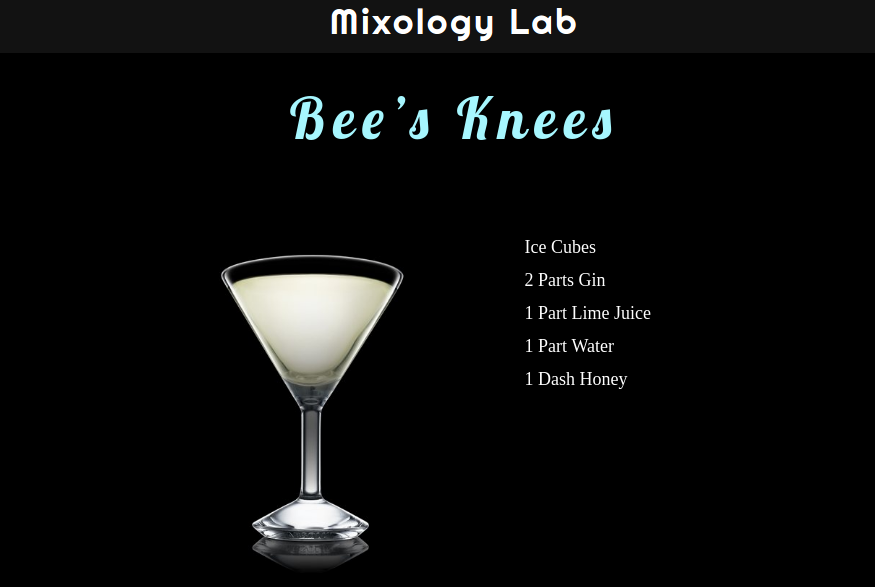 Mixology Lab
Bee's Knees
Ice Cubes
2 Parts Gin
1 Part Lime Juice
1 Part Water
1 Dash Honey